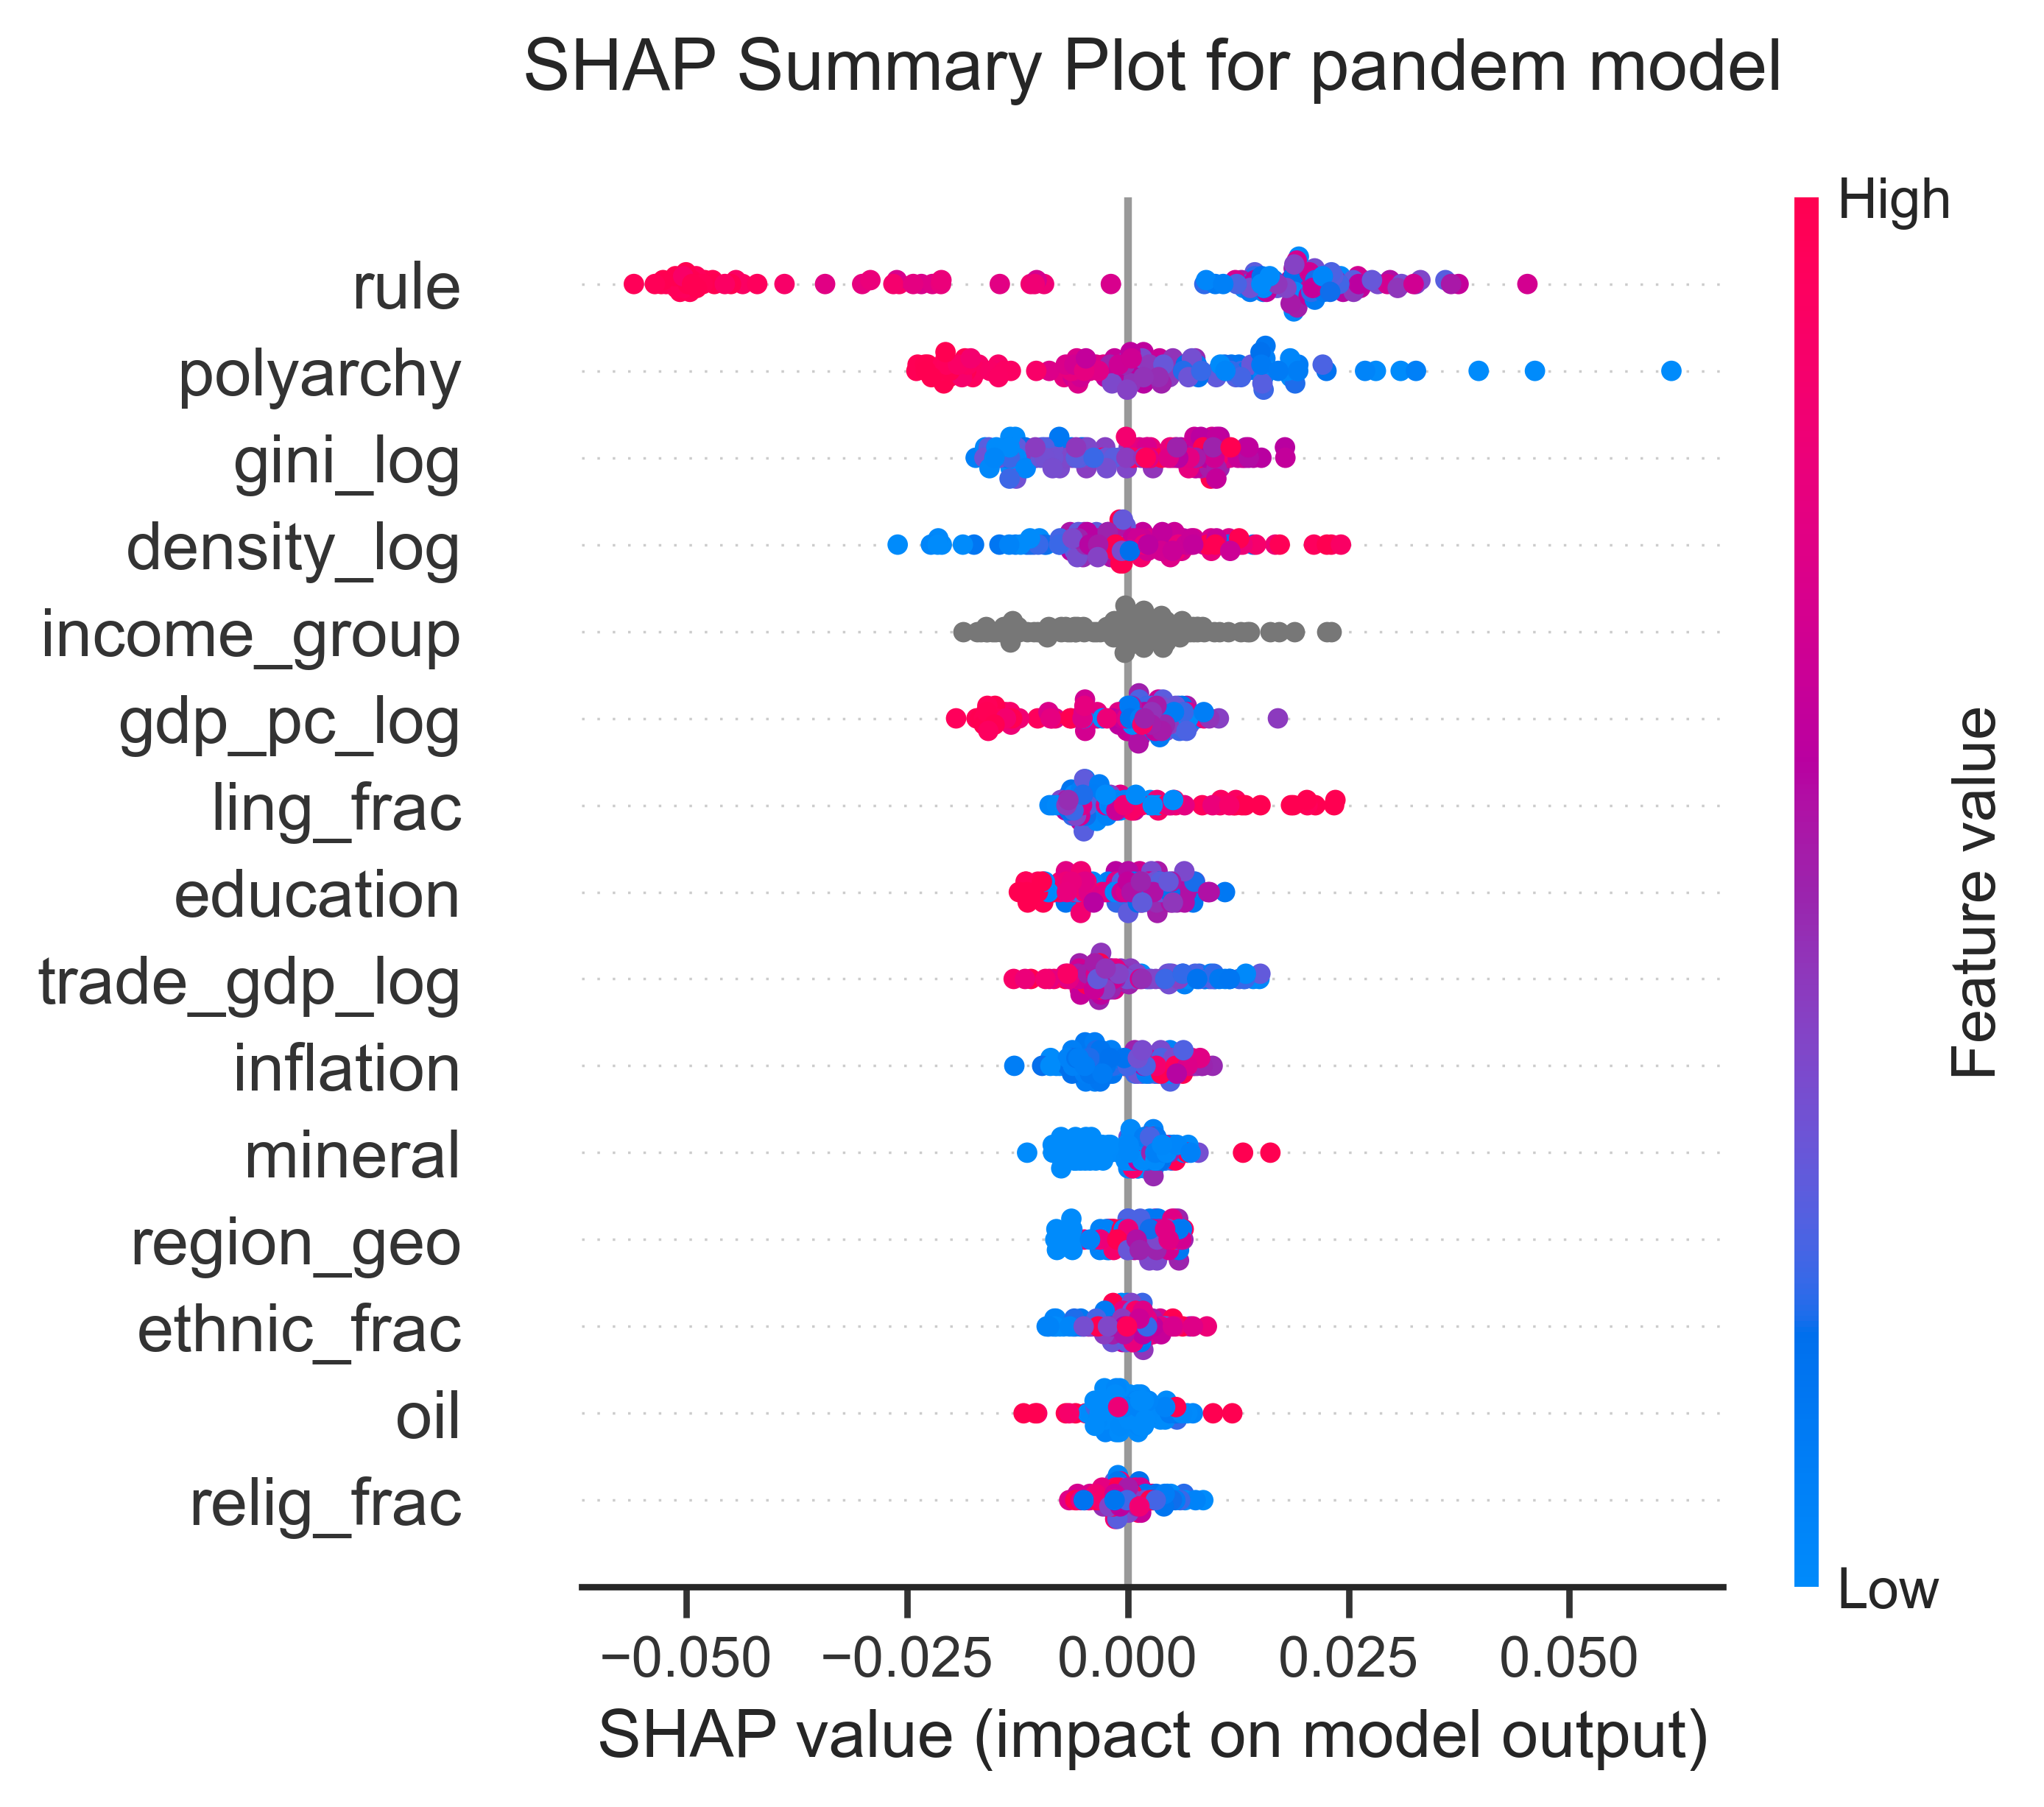 SHAP Summary Plot for pandem model
High
rule
polyarchy
gini_log
density_log
income_group
gdp_pc_log
ling_frac
education
trade_gdp_log
inflation
mineral
region_geo
ethnic_frac
oil
relig_frac
Feature value
Low
−0.050 −0.025 0.000 0.025 0.050
SHAP value (impact on model output)